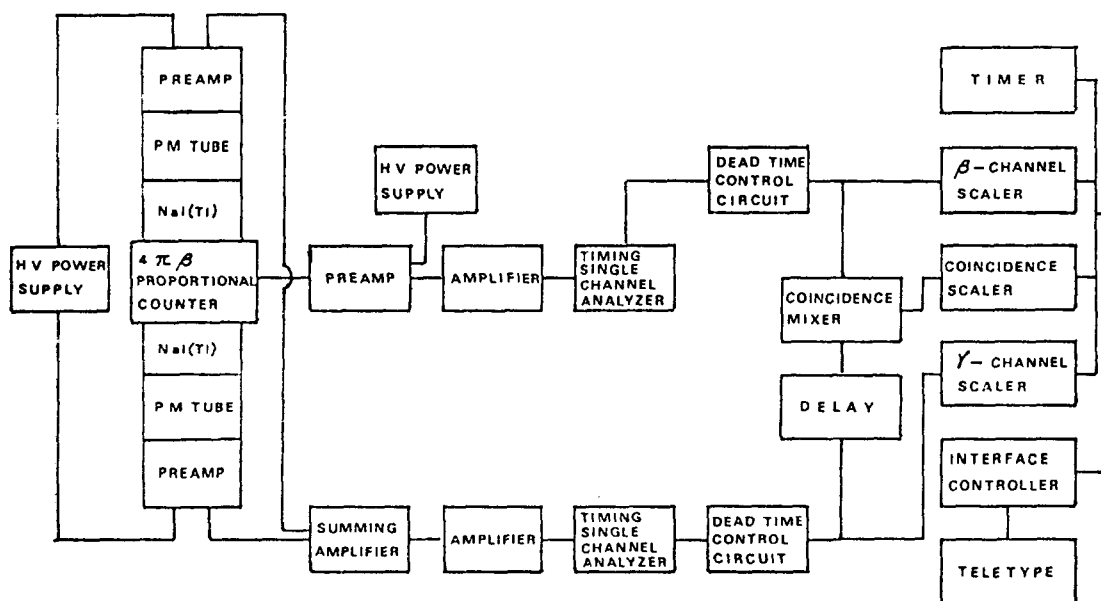 PREAMP
PM TUBE
NaI(Tl)
4πβ
PROPORTIONAL
COUNTER
NaI(Tl)
PM TUBE
PREAMP
HV POWER
SUPPLY
HV POWER
SUPPLY
PREAMP
AMPLIFIER
TIMING
SINGLE
CHANNEL
ANALYZER
DEAD TIME
CONTROL
CIRCUIT
COINCIDENCE
MIXER
DELAY
SUMMING
AMPLIFIER
AMPLIFIER
TIMING
SINGLE
CHANNEL
ANALYZER
DEAD TIME
CONTROL
CIRCUIT
TIMER
β-CHANNEL
SCALER
COINCIDENCE
SCALER
γ-CHANNEL
SCALER
INTERFACE
CONTROLLER
TELETYPE